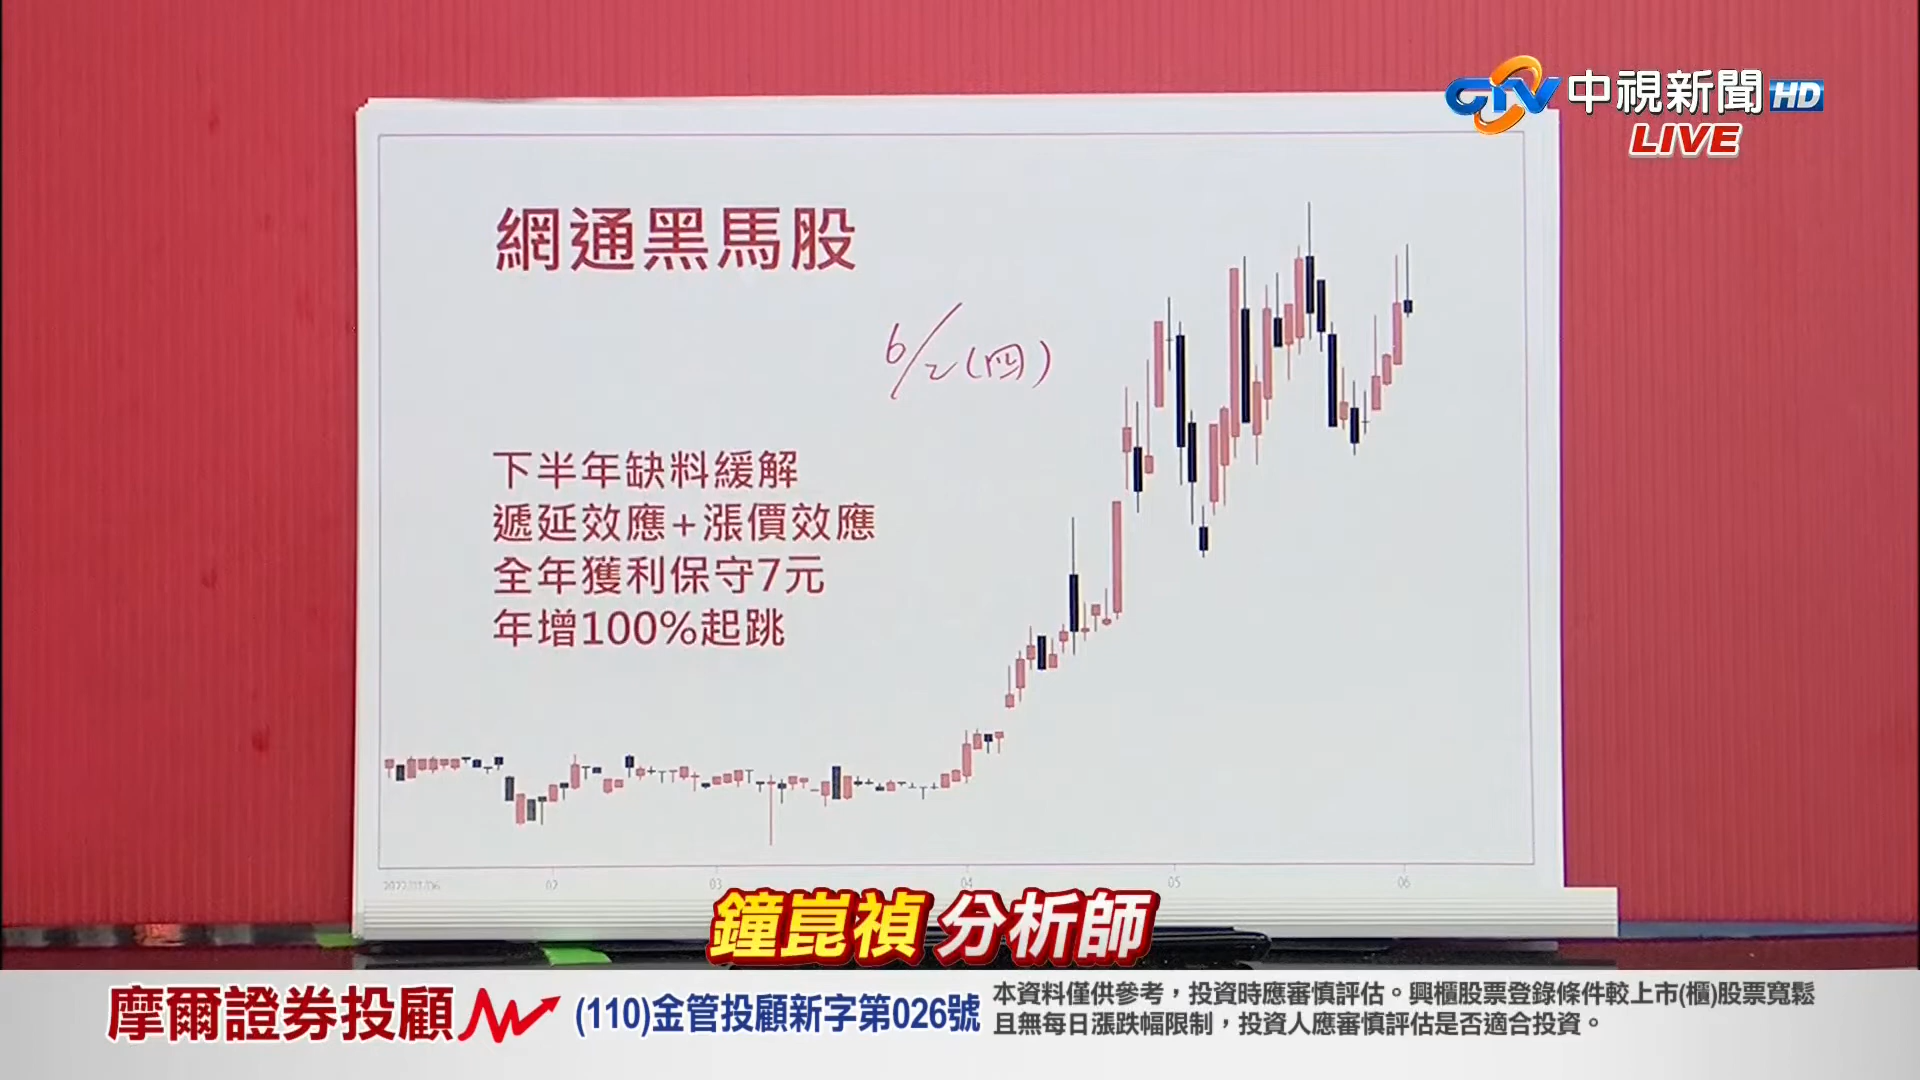 CTV 中視新聞 HD
LIVE
網通黑馬股
6/2(四)
下半年缺料緩解
遞延效應+漲價效應
全年獲利保守7元
年增100%起跳
2022/01/06 02 03 04 05 06
鐘崑禎 分析師
摩爾證券投顧 (110)金管投顧新字第026號
本資料僅供參考，投資時應審慎評估。興櫃股票登錄條件較上市(櫃)股票寬鬆
且無每日漲跌幅限制，投資人應審慎評估是否適合投資。